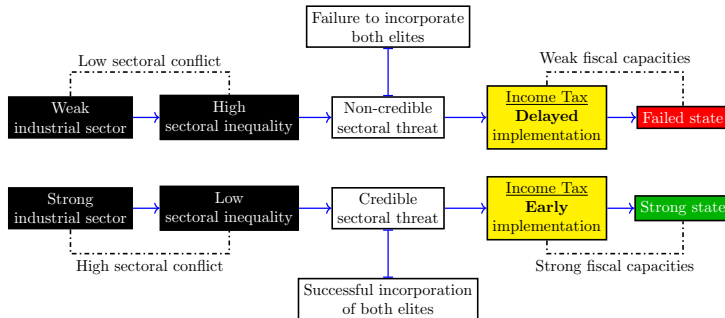 Failure to incorporate
both elites
Low sectoral conflict
Weak fiscal capacities
Weak
industrial sector
High
sectoral inequality
Non-credible
sectoral threat
Income Tax
Delayed
implementation
Failed state
Strong
industrial sector
Low
sectoral inequality
Credible
sectoral threat
Income Tax
Early
implementation
Strong state
High sectoral conflict
Strong fiscal capacities
Successful incorporation
of both elites